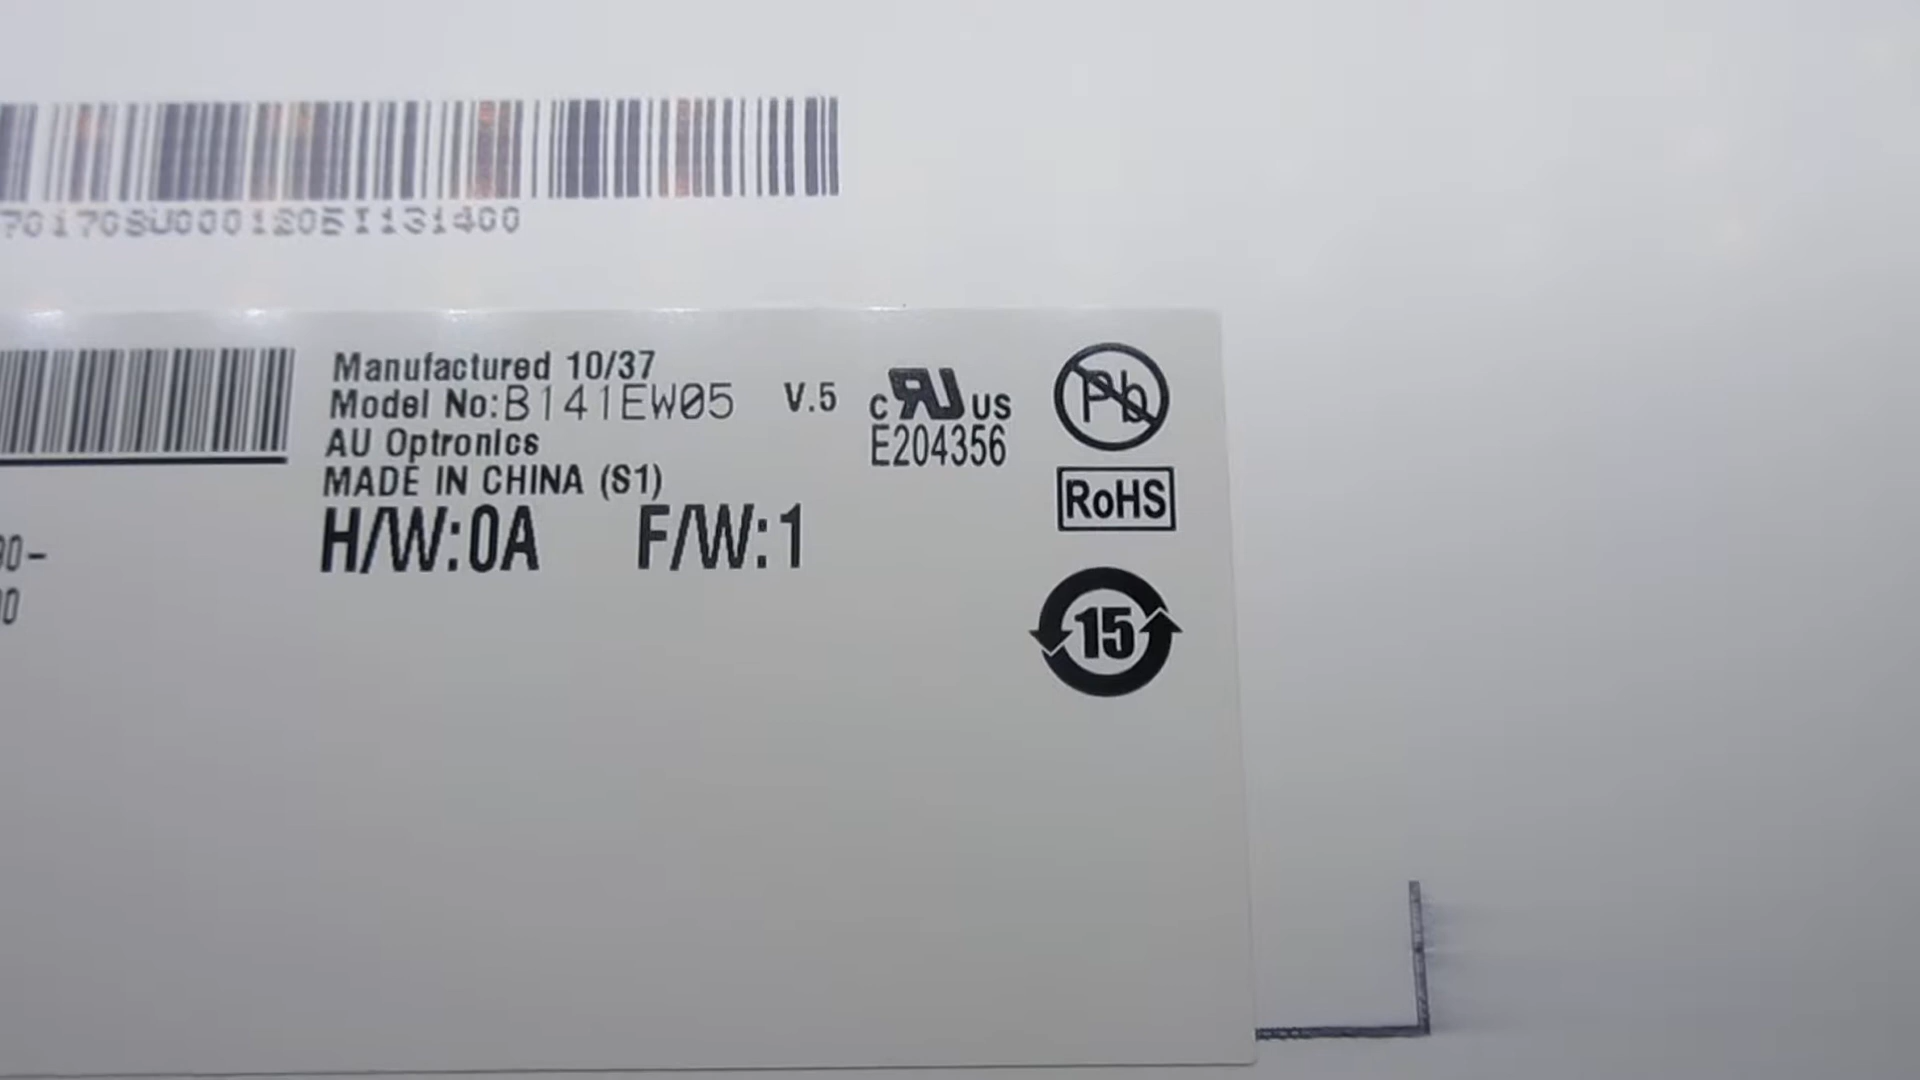 Manufactured 10/37
Model No:B141EW05 V.5
AU Optronics
MADE IN CHINA (S1)
H/W:0A F/W:1
c RU US
E204356
Pb
RoHS
15